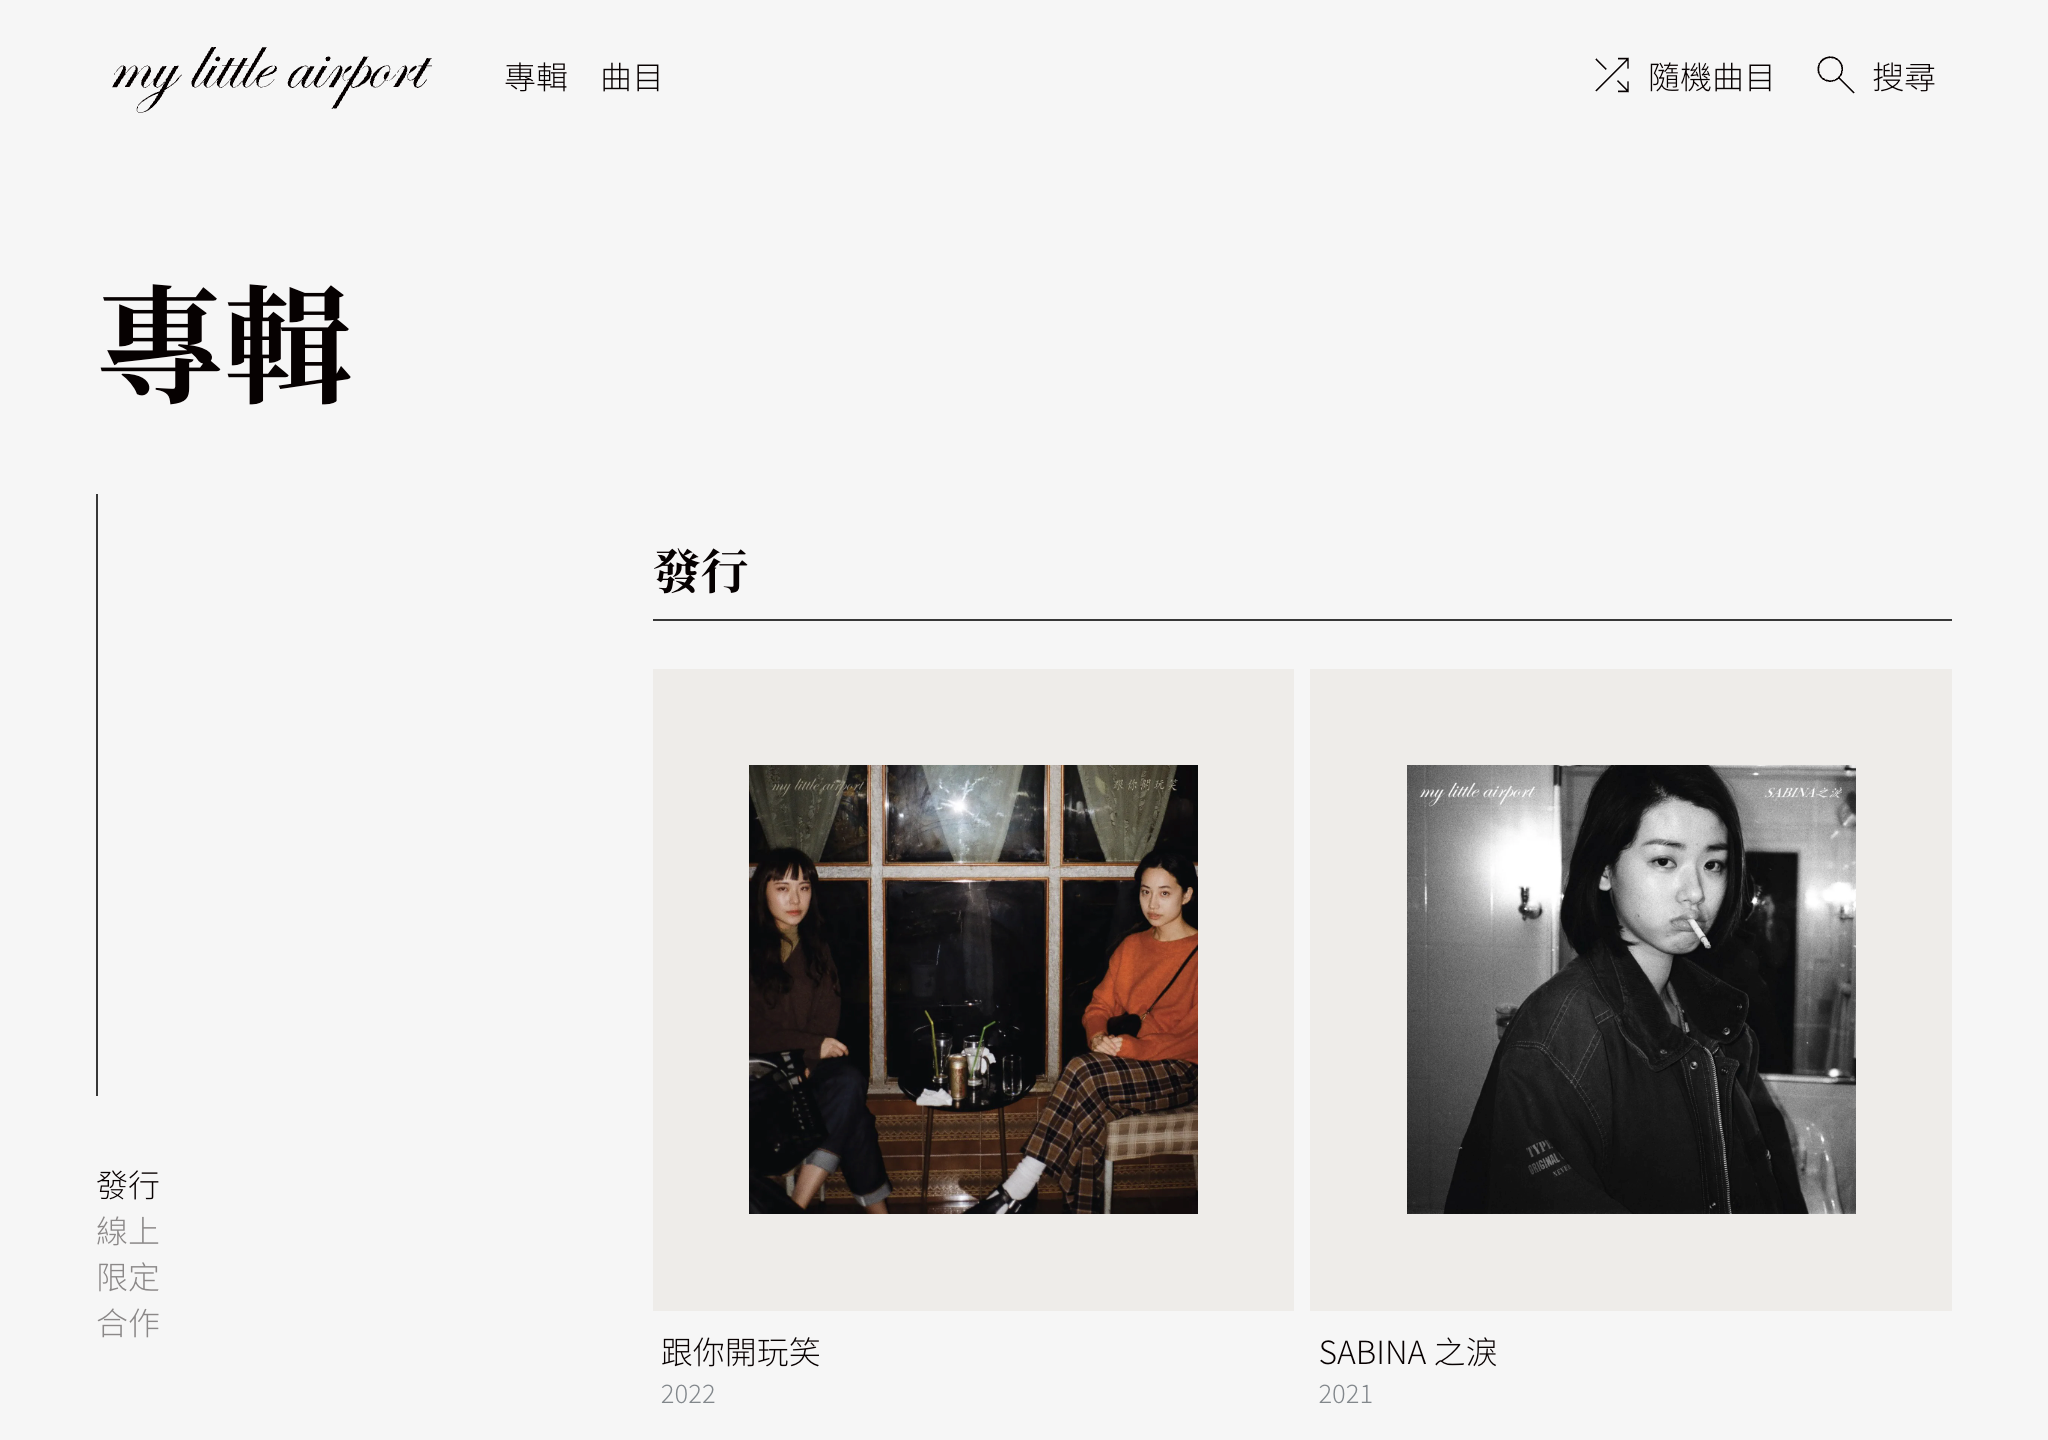 my little airport
專輯 曲目
隨機曲目 搜尋
專輯
發行
線上
限定
合作
發行
my little airport 跟你開玩笑
跟你開玩笑
2022
my little airport SABINA之淚
TYPE
ORIGINAL
SABINA 之淚
2021